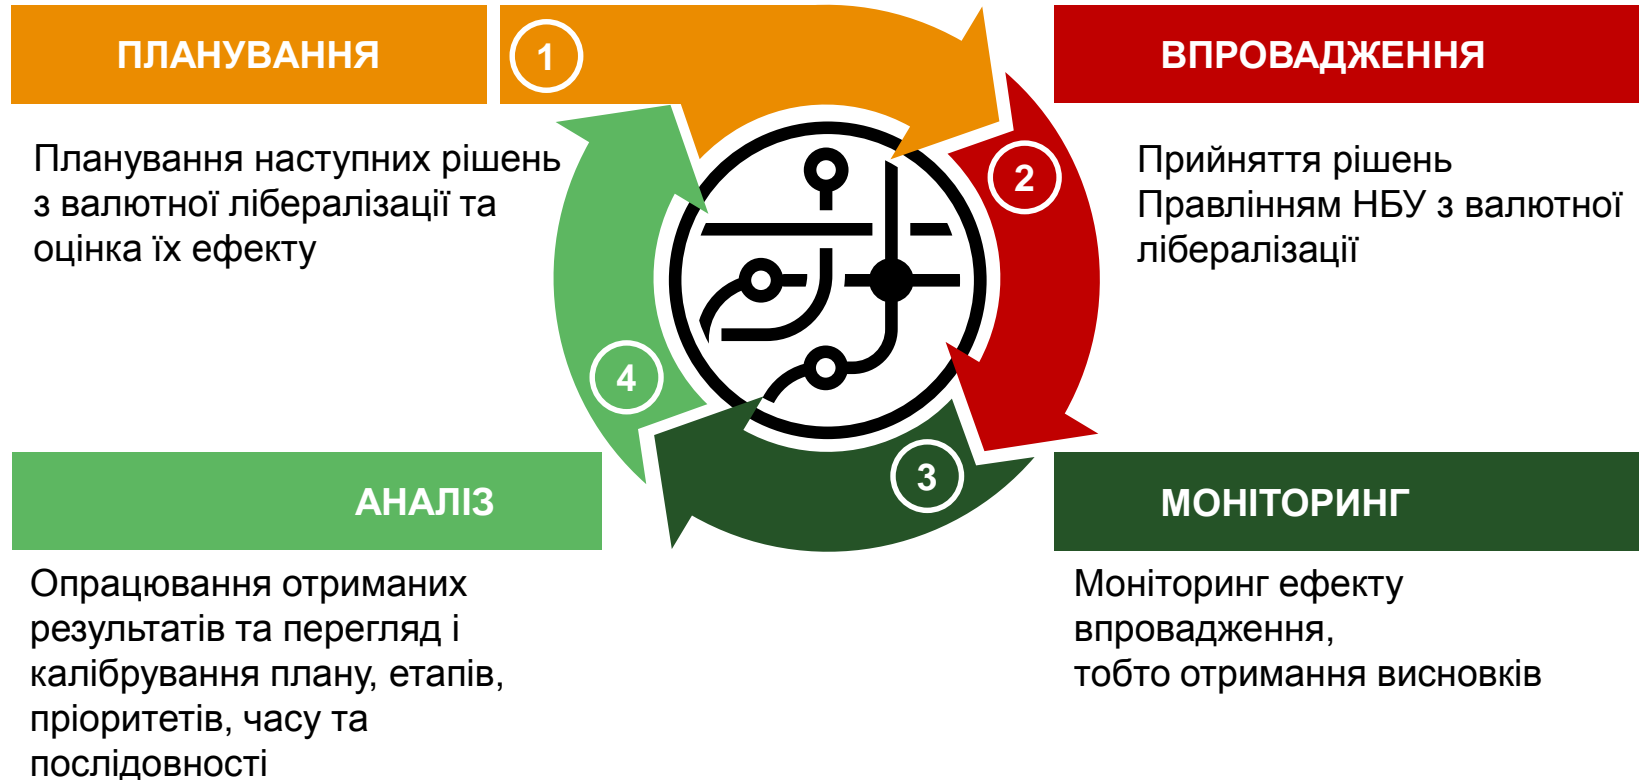 ПЛАНУВАННЯ
1
Планування наступних рішень
з валютної лібералізації та
оцінка їх ефекту
ВПРОВАДЖЕННЯ
2
Прийняття рішень
Правлінням НБУ з валютної
лібералізації
МОНІТОРИНГ
3
Моніторинг ефекту
впровадження,
тобто отримання висновків
АНАЛІЗ
4
Опрацювання отриманих
результатів та перегляд і
калібрування плану, етапів,
пріоритетів, часу та
послідовності